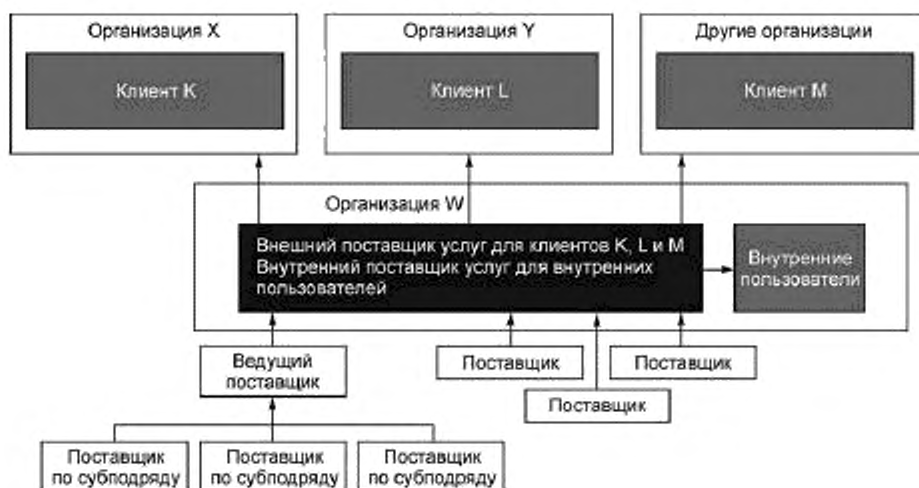 Организация X
Организация Y
Другие организации
Клиент K
Клиент L
Клиент M
Организация W
Внешний поставщик услуг для клиентов K, L и M
Внутренний поставщик услуг для внутренних
пользователей
Внутренние
пользователи
Ведущий
поставщик
Поставщик
Поставщик
Поставщик
Поставщик
по субподряду
Поставщик
по субподряду
Поставщик
по субподряду